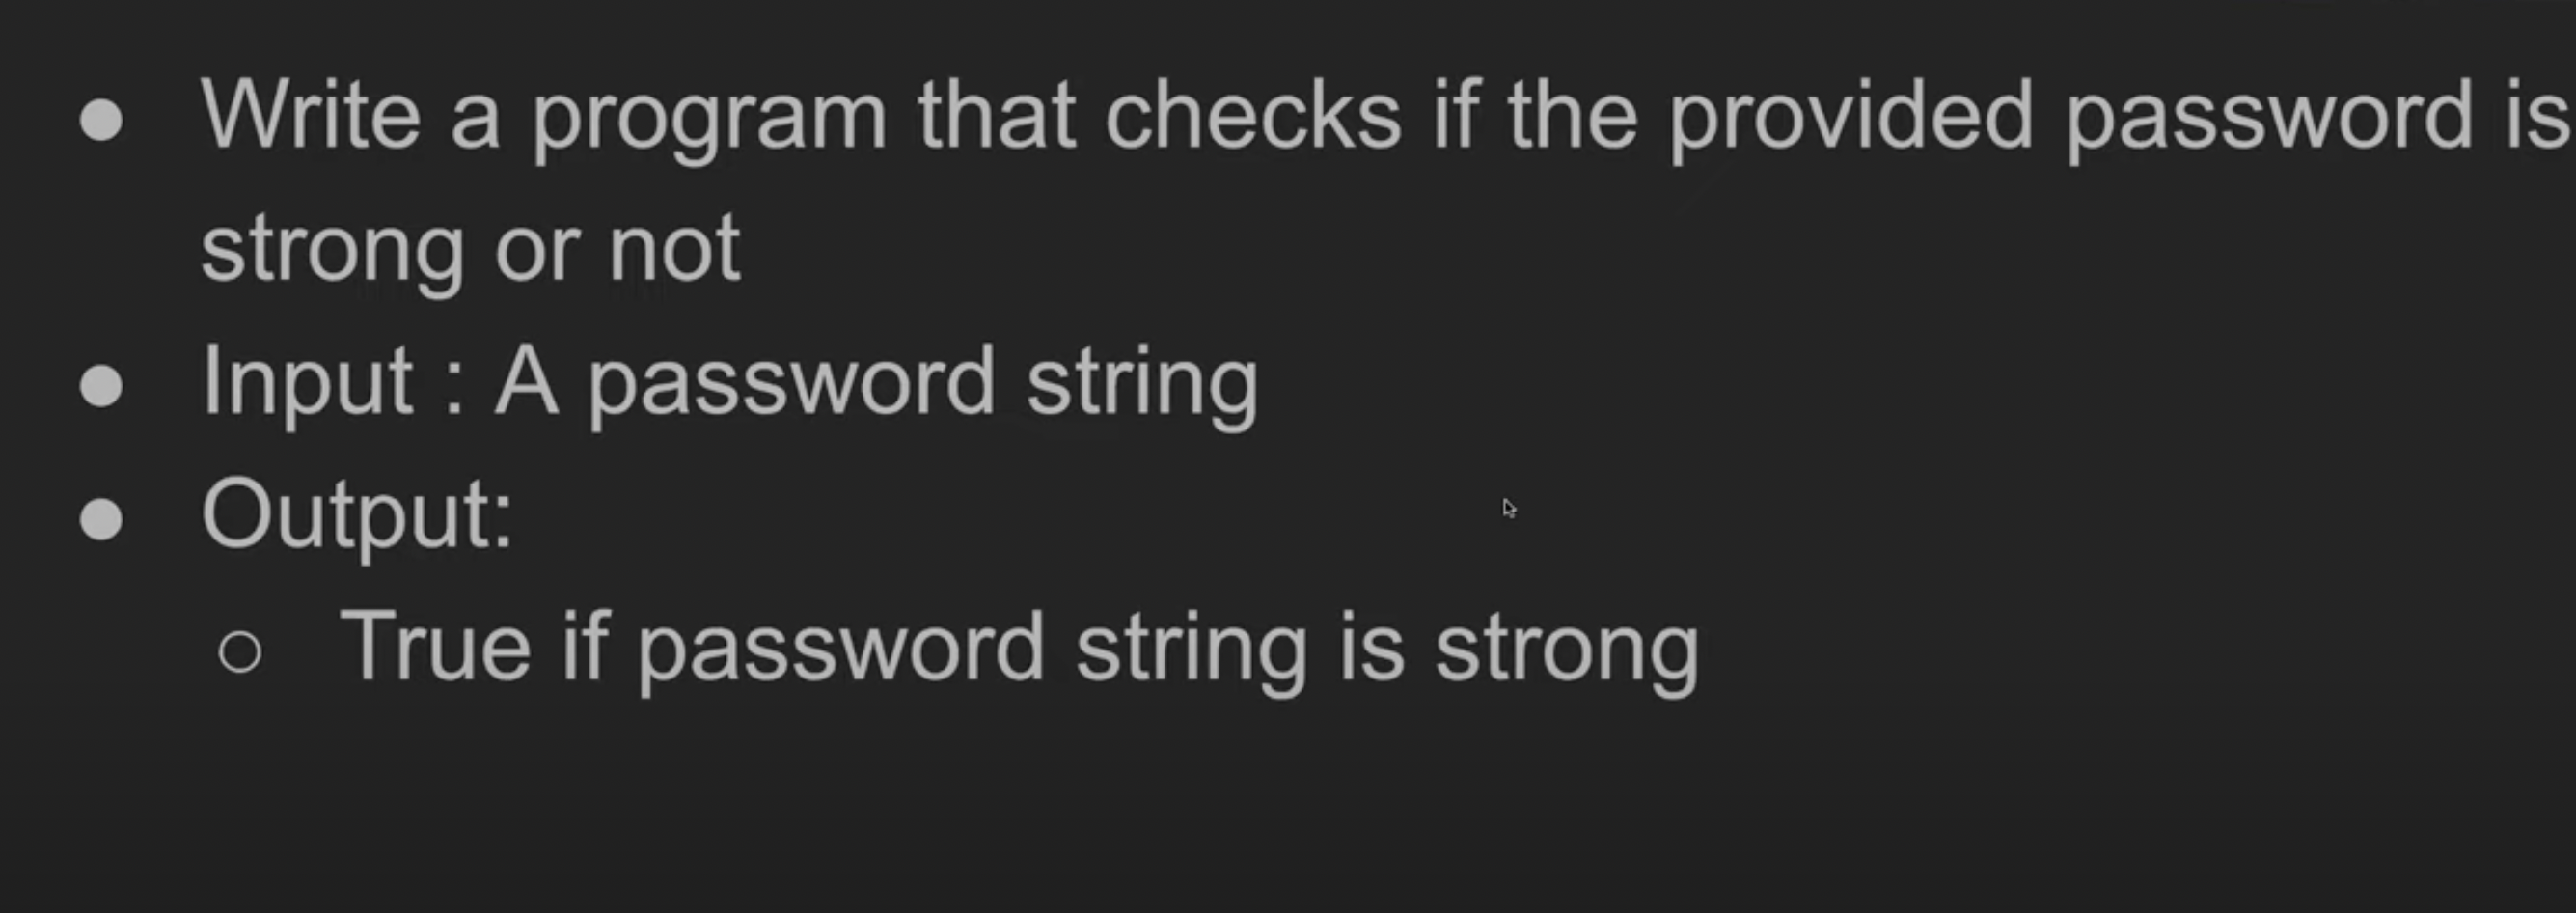 ● Write a program that checks if the provided password is
strong or not
● Input : A password string
● Output:
○ True if password string is strong